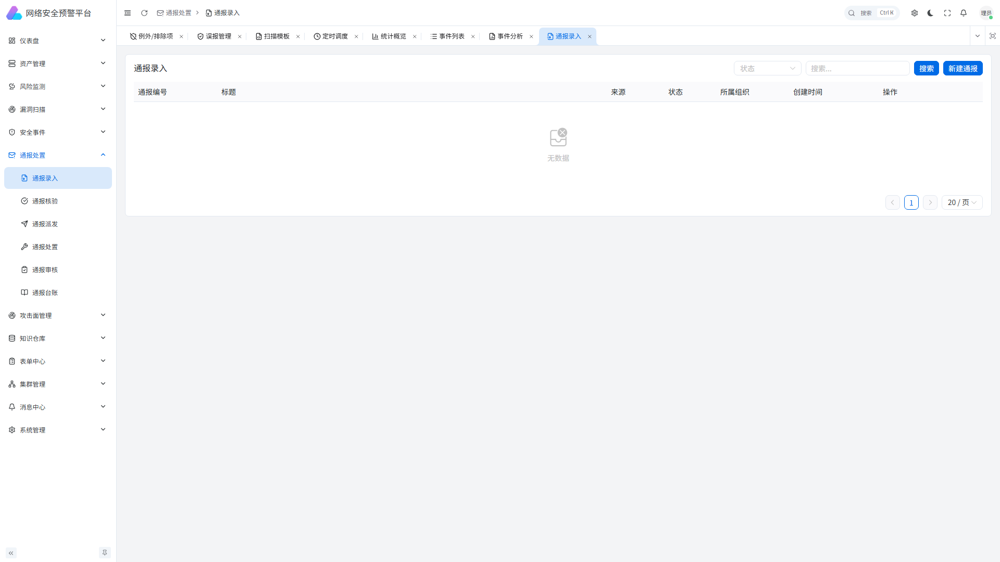 网络安全预警平台
仪表盘
资产管理
风险监测
漏洞扫描
安全事件
通报处置
通报录入
通报核验
通报派发
通报处置
通报审核
通报台账
攻击面管理
知识仓库
表单中心
集群管理
消息中心
系统管理
通报处置 通报录入
搜索 Ctrl K
理员
例外/排除项 误报管理 扫描模板 定时调度 统计概览 事件列表 事件分析 通报录入
通报录入
状态 搜索... 搜索 新建通报
通报编号 标题 来源 状态 所属组织 创建时间 操作
无数据
1 20 / 页